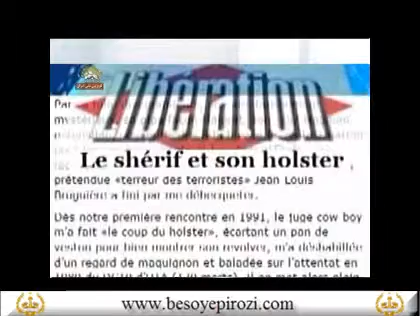 Libération
Le shérif et son holster
prétendue «terreur des terroristes» Jean Louis
Bruguière a fini par me débecqueter.
Dès notre première rencontre en 1991, le juge cow boy
m'a fait «le coup du holster», écartant un pan de
veston pour bien montrer son revolver, m'a déshabillée
d'un regard de maquignon et baladée sur l'attentat en
www.besoyepirozi.com